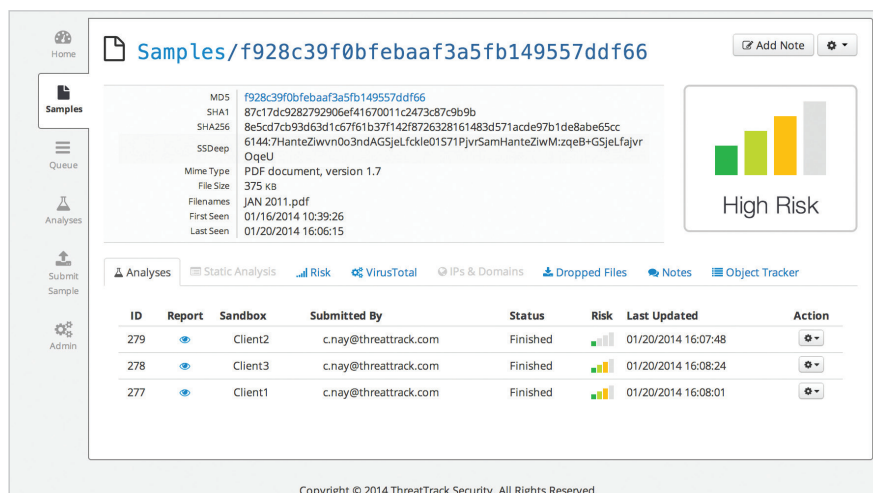 Home
Samples
Queue
Analyses
Submit
Sample
Admin
Samples/f928c39f0bfebaaf3a5fb149557ddf66
Add Note
MD5 f928c39f0bfebaaf3a5fb149557ddf66
SHA1 87c17dc9282792906ef41670011c2473c87c9b9b
SHA256 8e5cd7cb93d63d1c67f61b37f142f8726328161483d571acde97b1de8abe65cc
SSDeep 6144:7HanteZiwvn0o3ndAGSjeLfckle01S71PjvrSamHanteZiwM:zqeB+GSjeLfajvr
OqeU
Mime Type PDF document, version 1.7
File Size 375 KB
Filenames JAN 2011.pdf
First Seen 01/16/2014 10:39:26
Last Seen 01/20/2014 16:06:15
High Risk
Analyses Static Analysis Risk VirusTotal IPs & Domains Dropped Files Notes Object Tracker
ID Report Sandbox Submitted By Status Risk Last Updated Action
279 Client2 c.nay@threattrack.com Finished 01/20/2014 16:07:48
278 Client3 c.nay@threattrack.com Finished 01/20/2014 16:08:24
277 Client1 c.nay@threattrack.com Finished 01/20/2014 16:08:01
Copyright © 2014 ThreatTrack Security. All Rights Reserved.